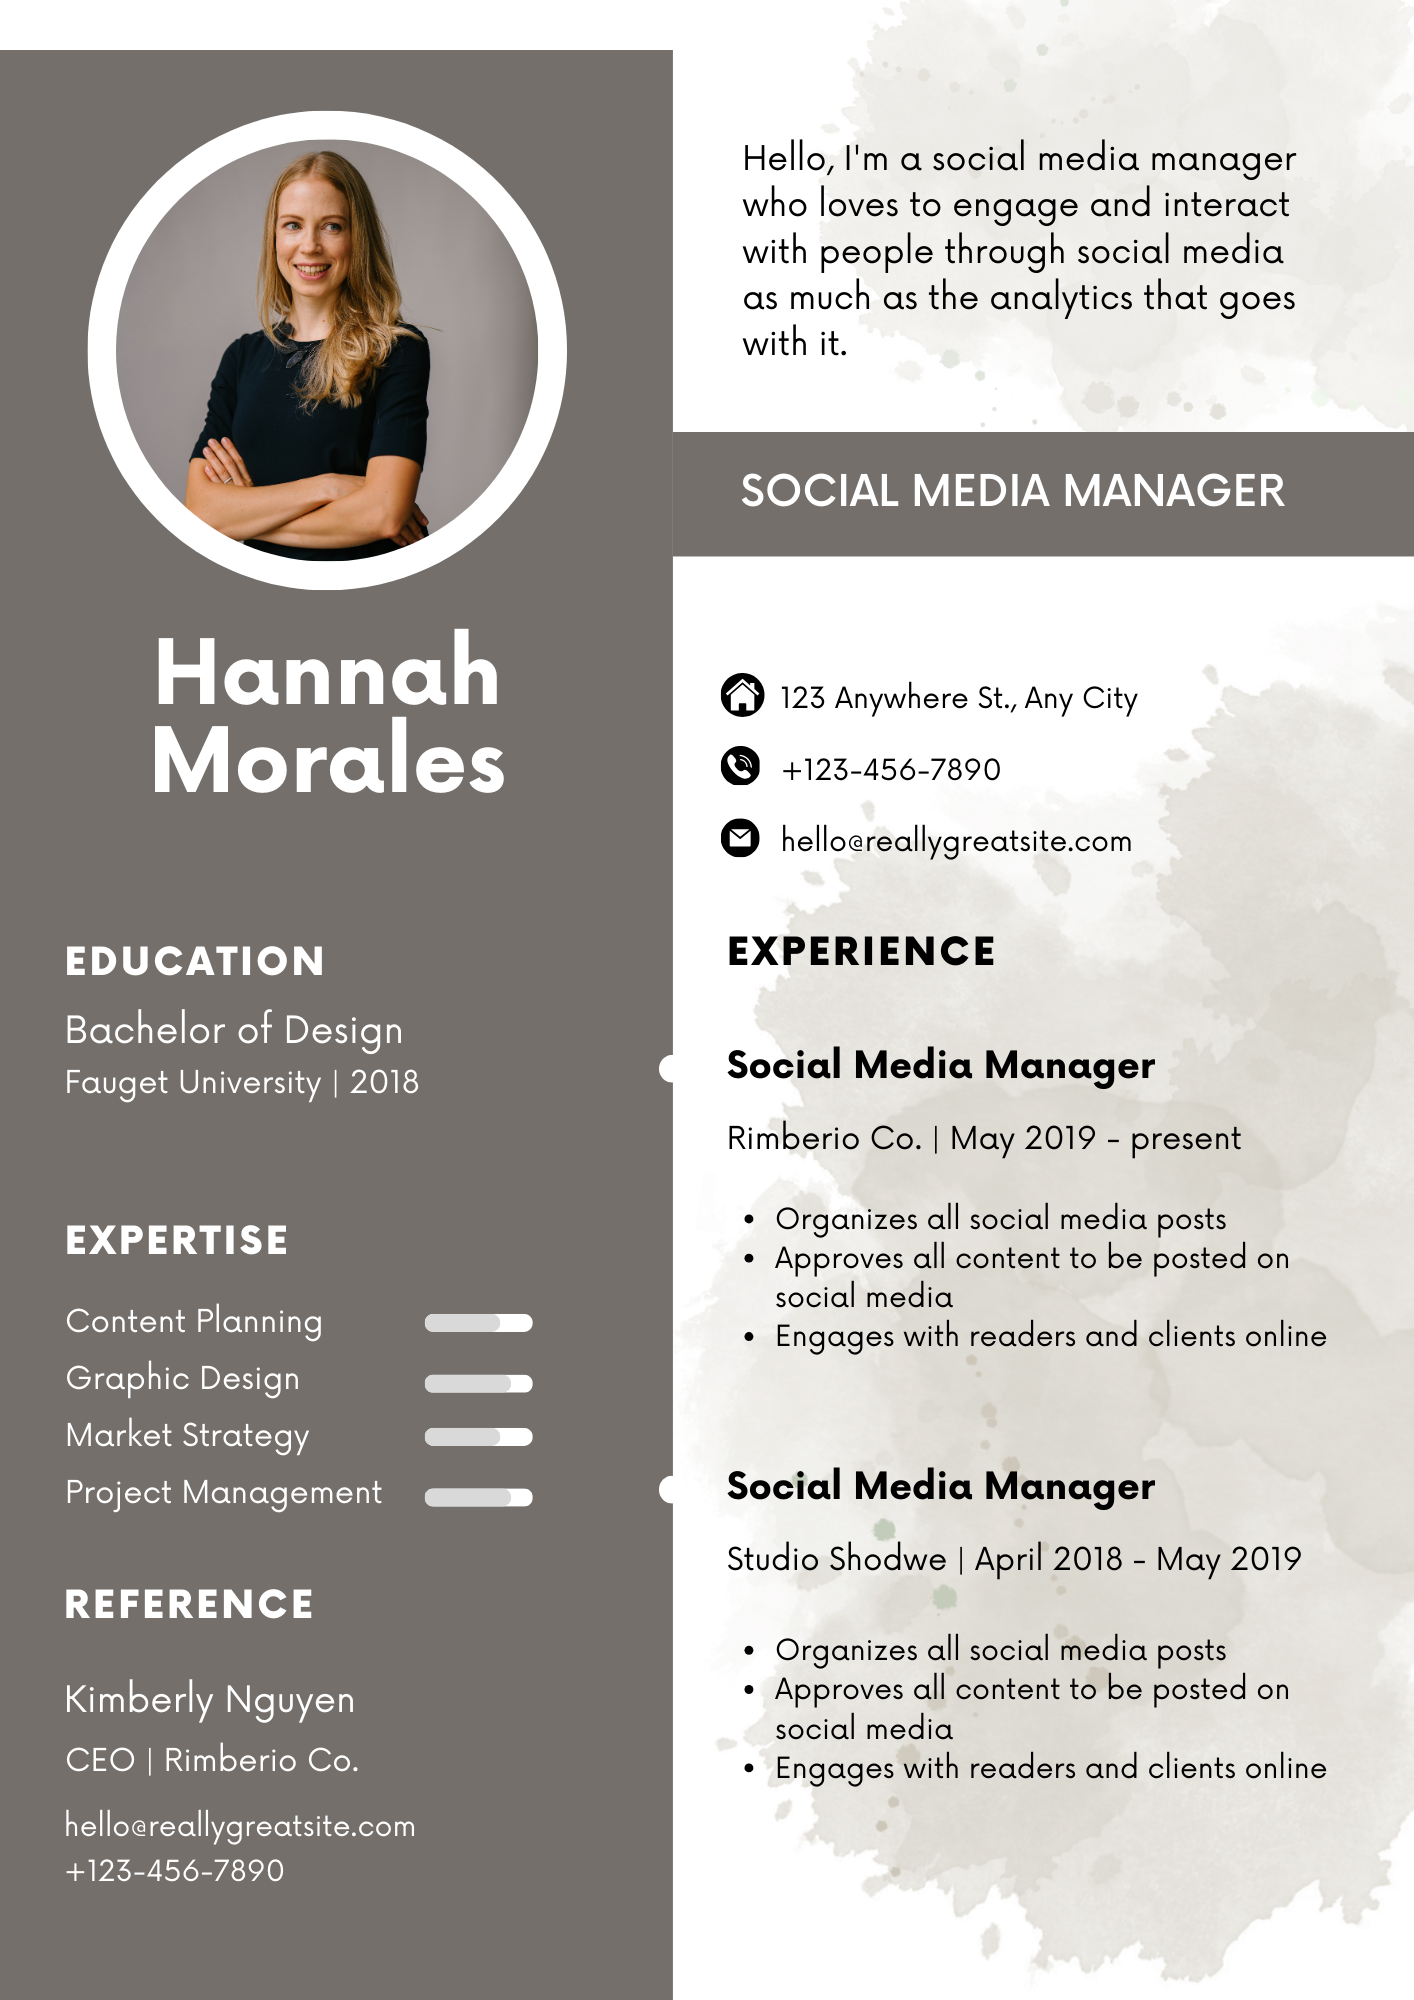 Hannah
Morales
EDUCATION
Bachelor of Design
Fauget University | 2018
EXPERTISE
Content Planning
Graphic Design
Market Strategy
Project Management
REFERENCE
Kimberly Nguyen
CEO | Rimberio Co.
hello@reallygreatsite.com
+123-456-7890
Hello, I'm a social media manager
who loves to engage and interact
with people through social media
as much as the analytics that goes
with it.
SOCIAL MEDIA MANAGER
123 Anywhere St., Any City
+123-456-7890
hello@reallygreatsite.com
EXPERIENCE
Social Media Manager
Rimberio Co. | May 2019 - present
• Organizes all social media posts
• Approves all content to be posted on
social media
• Engages with readers and clients online
Social Media Manager
Studio Shodwe | April 2018 - May 2019
• Organizes all social media posts
• Approves all content to be posted on
social media
• Engages with readers and clients online